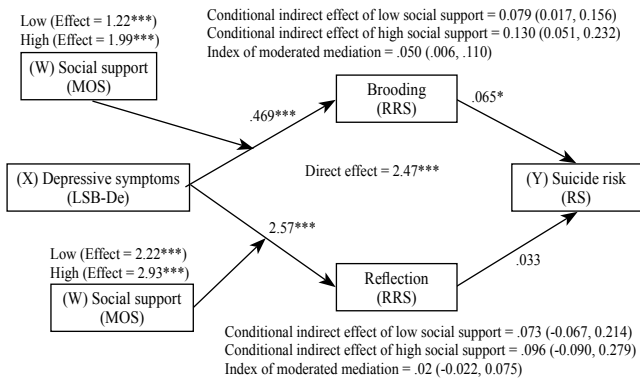 Low (Effect = 1.22***)
High (Effect = 1.99***)
(W) Social support
(MOS)
Conditional indirect effect of low social support = 0.079 (0.017, 0.156)
Conditional indirect effect of high social support = 0.130 (0.051, 0.232)
Index of moderated mediation = .050 (.006, .110)
Brooding
(RRS)
.469***
.065*
(X) Depressive symptoms
(LSB-De)
Direct effect = 2.47***
(Y) Suicide risk
(RS)
2.57***
Low (Effect = 2.22***)
High (Effect = 2.93***)
(W) Social support
(MOS)
Reflection
(RRS)
.033
Conditional indirect effect of low social support = .073 (-0.067, 0.214)
Conditional indirect effect of high social support = .096 (-0.090, 0.279)
Index of moderated mediation = .02 (-0.022, 0.075)